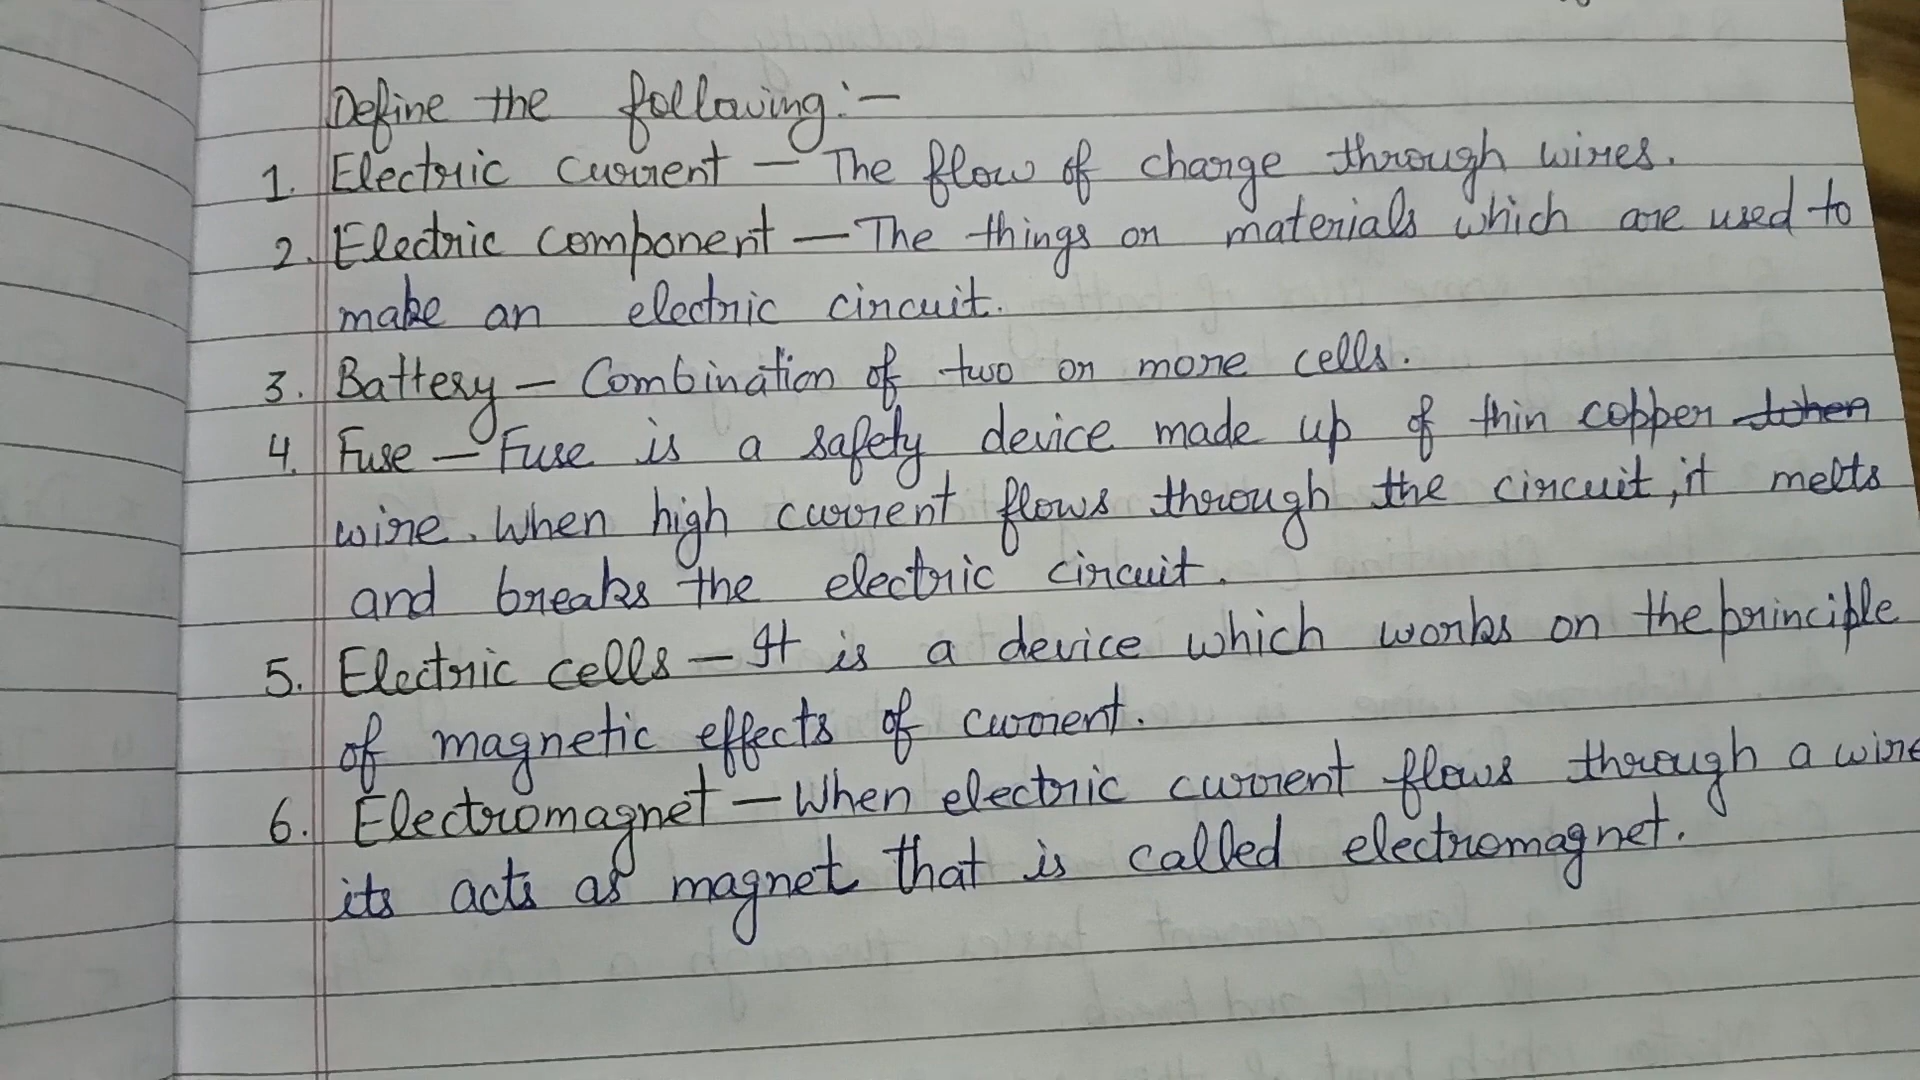 Define the following:-
1. Electric current - The flow of charge through wires.
2. Electric component - The things or materials which are used to
make an electric circuit.
3. Battery - Combination of two or more cells.
4. Fuse - Fuse is a safety device made up of thin copper
wire. When high current flows through the circuit, it melts
and breaks the electric circuit.
5. Electric cells - It is a device which works on the principle
of magnetic effects of current.
6. Electromagnet - When electric current flows through a wire
its acts as magnet that is called electromagnet.